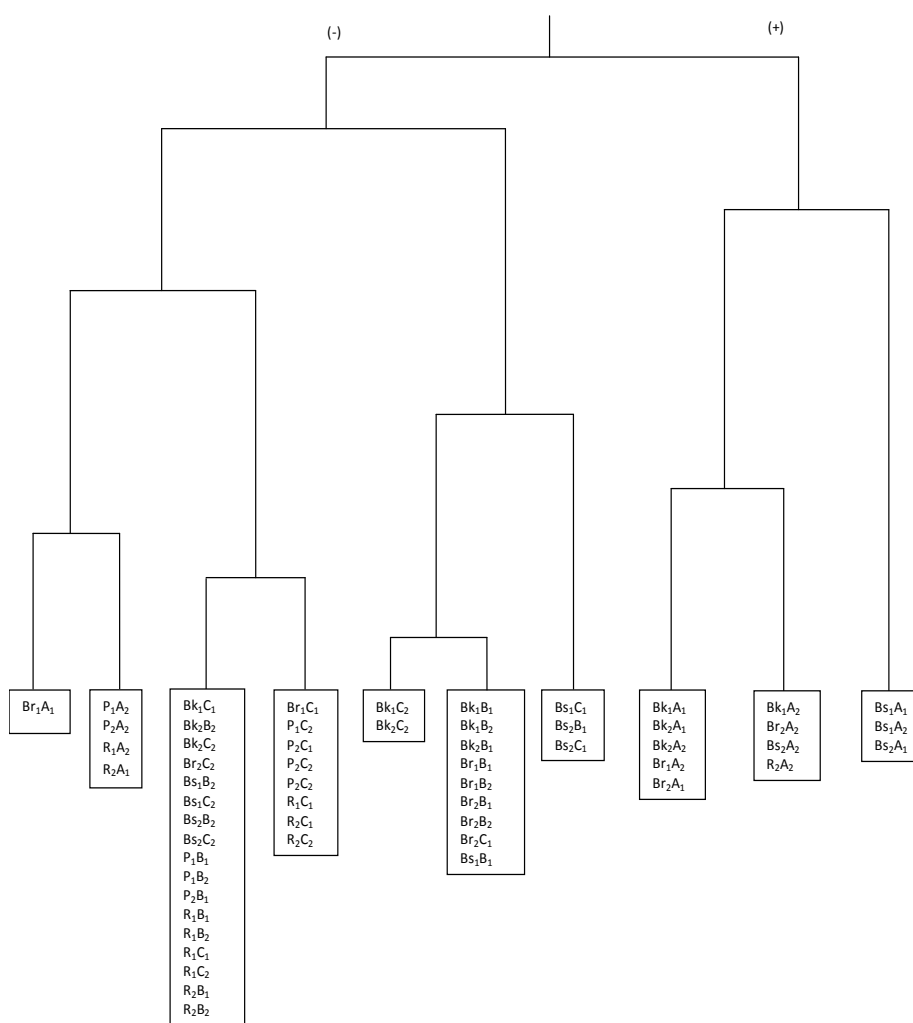 (-)
(+)
Br₁A₁
P₁A₂
P₂A₂
R₁A₂
R₂A₁
Bk₁C₁
Bk₂B₂
Bk₂C₂
Br₂C₂
Bs₁B₂
Bs₁C₂
Bs₂B₂
Bs₂C₂
P₁B₁
P₁B₂
P₂B₁
R₁B₁
R₁B₂
R₁C₁
R₁C₂
R₂B₁
R₂B₂
Br₁C₁
P₁C₂
P₂C₁
P₂C₂
P₂C₂
R₁C₁
R₂C₁
R₂C₂
Bk₁C₂
Bk₂C₂
Bk₁B₁
Bk₁B₂
Bk₂B₁
Br₁B₁
Br₁B₂
Br₂B₁
Br₂B₂
Br₂C₁
Bs₁B₁
Bs₁C₁
Bs₂B₁
Bs₂C₁
Bk₁A₁
Bk₂A₁
Bk₂A₂
Br₁A₂
Br₂A₁
Bk₁A₂
Br₂A₂
Bs₂A₂
R₂A₂
Bs₁A₁
Bs₁A₂
Bs₂A₁